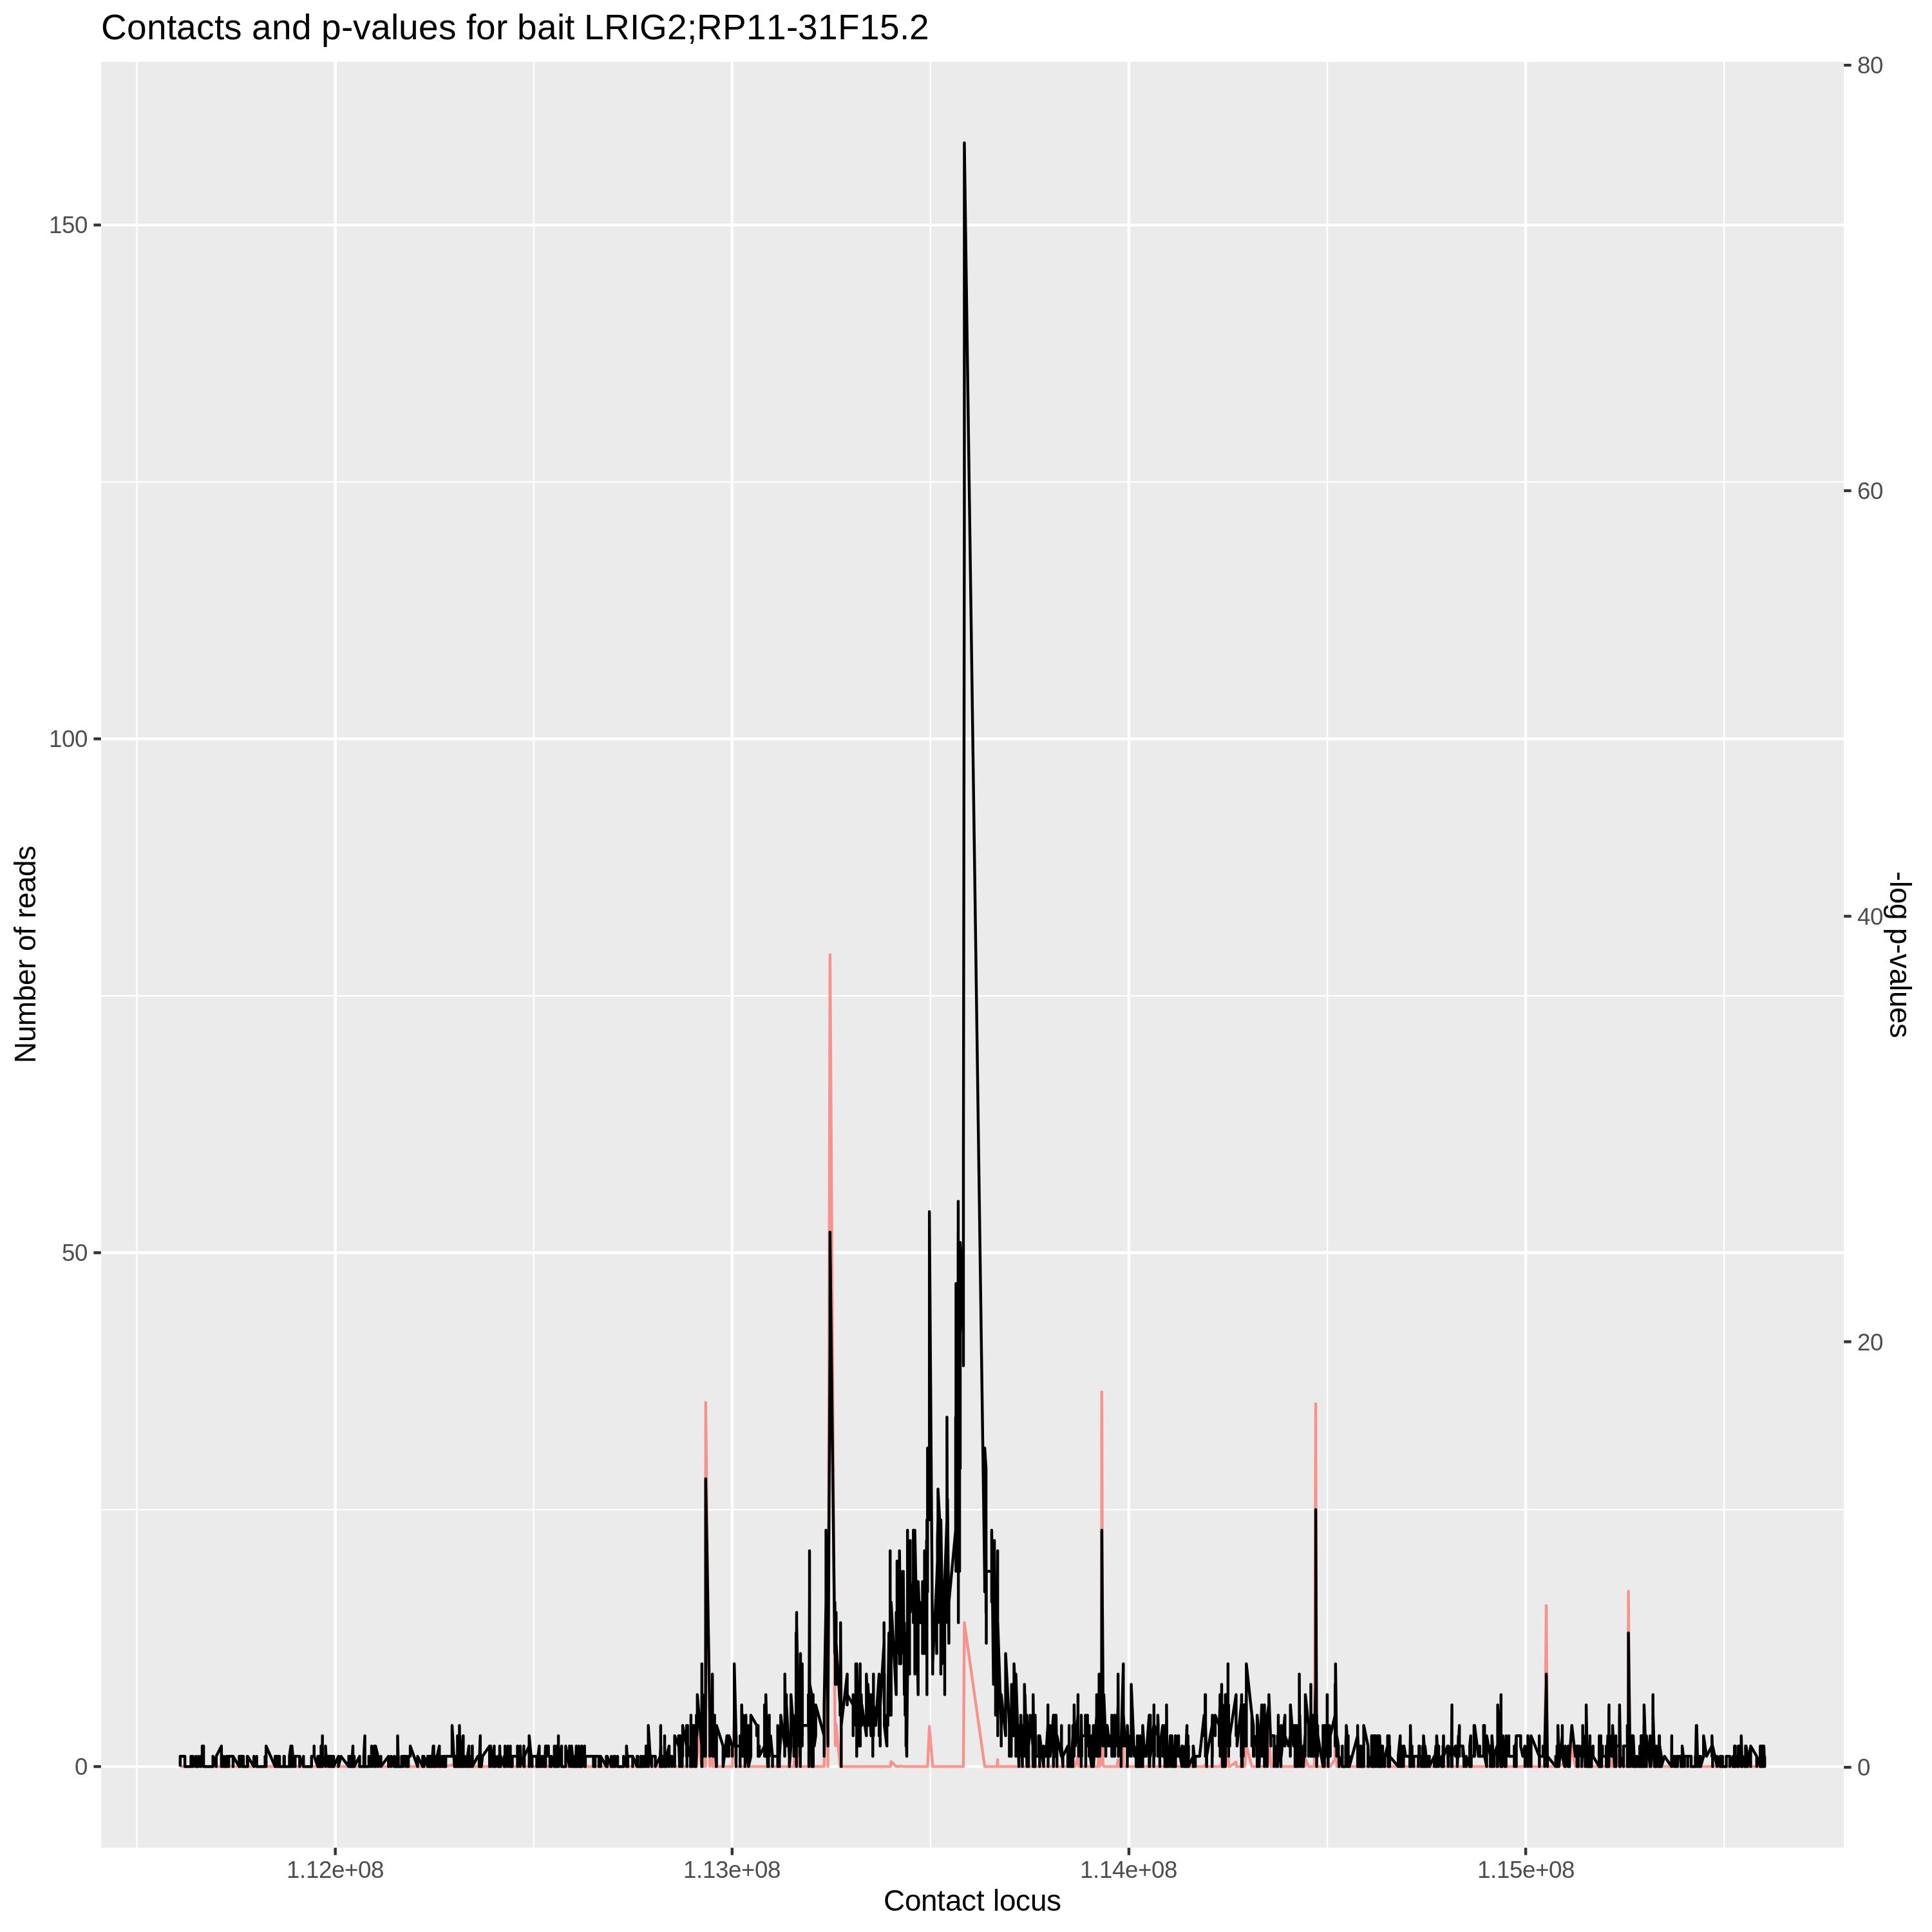 Contacts and p-values for bait LRIG2;RP11-31F15.2
150
100
50
0
Number of reads
80
60
40
20
0
-log p-values
1.12e+08
1.13e+08
1.14e+08
1.15e+08
Contact locus